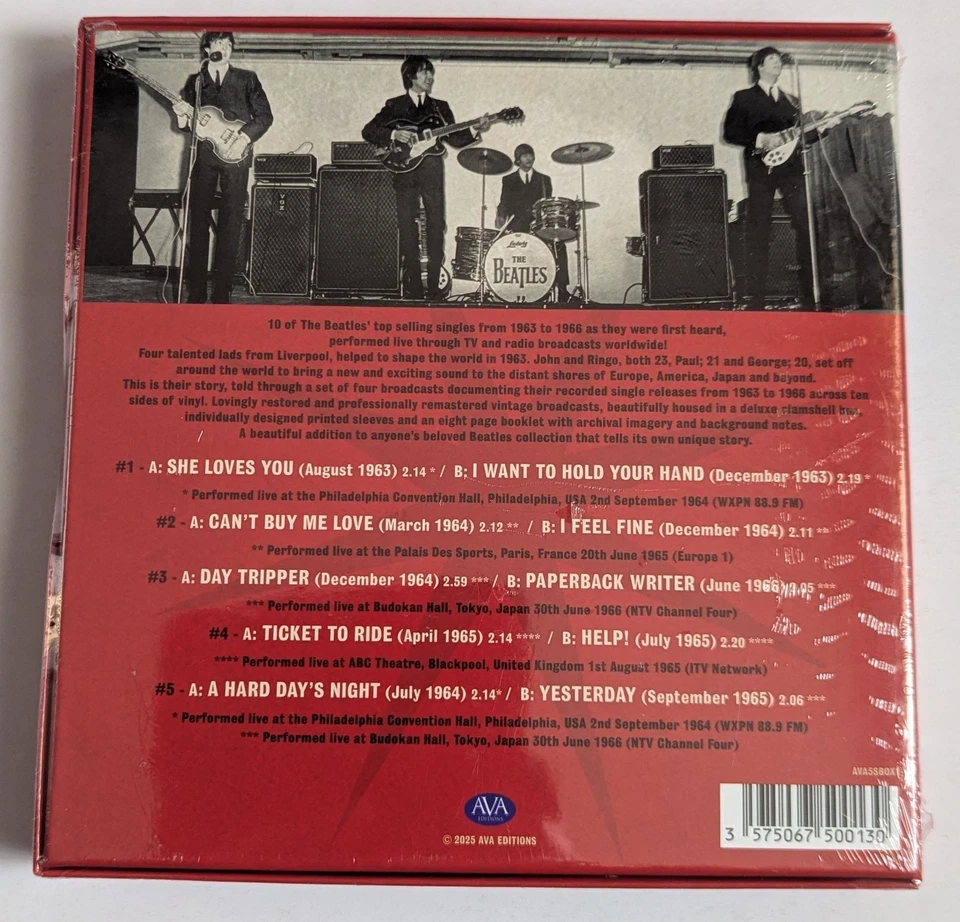 VOX
Ludwig
THE
BEATLES
10 of The Beatles' top selling singles from 1963 to 1966 as they were first heard,
performed live through TV and radio broadcasts worldwide!
Four talented lads from Liverpool, helped to shape the world in 1963. John and Ringo, both 23, Paul; 21 and George; 20, set off
around the world to bring a new and exciting sound to the distant shores of Europe, America, Japan and beyond.
This is their story, told through a set of four broadcasts documenting their recorded single releases from 1963 to 1966 across ten
sides of vinyl. Lovingly restored and professionally remastered vintage broadcasts, beautifully housed in a deluxe clamshell box,
individually designed printed sleeves and an eight page booklet with archival imagery and background notes.
A beautiful addition to anyone's beloved Beatles collection that tells its own unique story.
#1 - A: SHE LOVES YOU (August 1963) 2.14 * / B: I WANT TO HOLD YOUR HAND (December 1963) 2.19 *
* Performed live at the Philadelphia Convention Hall, Philadelphia, USA 2nd September 1964 (WXPN 88.9 FM)
#2 - A: CAN'T BUY ME LOVE (March 1964) 2.12 ** / B: I FEEL FINE (December 1964) 2.11 **
** Performed live at the Palais Des Sports, Paris, France 20th June 1965 (Europe 1)
#3 - A: DAY TRIPPER (December 1964) 2.59 *** / B: PAPERBACK WRITER (June 1966) ***
*** Performed live at Budokan Hall, Tokyo, Japan 30th June 1966 (NTV Channel Four)
#4 - A: TICKET TO RIDE (April 1965) 2.14 **** / B: HELP! (July 1965) 2.20 ****
**** Performed live at ABC Theatre, Blackpool, United Kingdom 1st August 1965 (ITV Network)
#5 - A: A HARD DAY'S NIGHT (July 1964) 2.14* / B: YESTERDAY (September 1965) 2.06 ***
* Performed live at the Philadelphia Convention Hall, Philadelphia, USA 2nd September 1964 (WXPN 88.9 FM)
*** Performed live at Budokan Hall, Tokyo, Japan 30th June 1966 (NTV Channel Four)
AVA5SBOX1
AVA
EDITIONS
© 2025 AVA EDITIONS
3 575067 500130